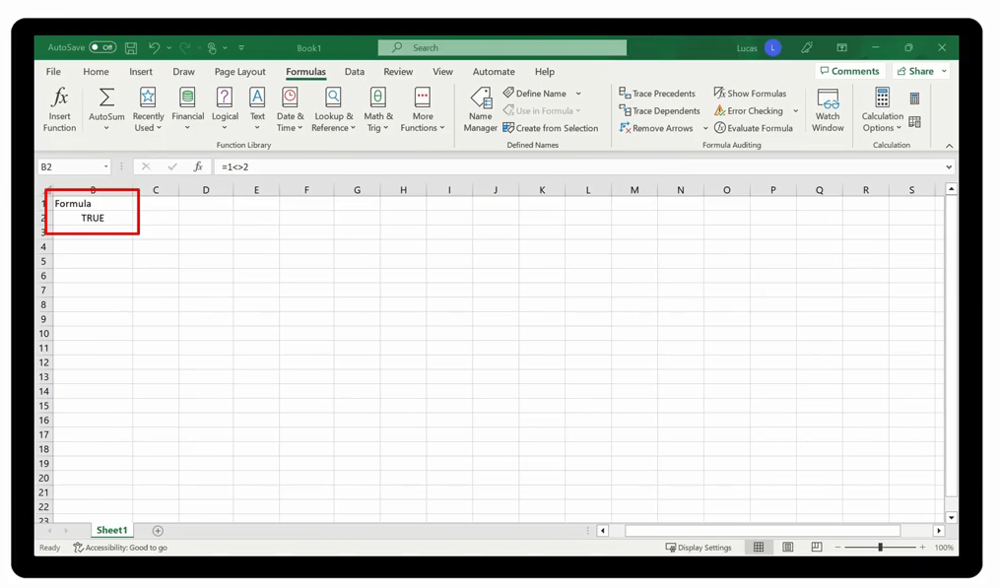 AutoSave Off Book1 Search Lucas L
File Home Insert Draw Page Layout Formulas Data Review View Automate Help Comments Share
fx Insert Function
Σ AutoSum
Recently Used
Financial
? Logical
A Text
Date & Time
Lookup & Reference
θ Math & Trig
More Functions
Function Library
Name Manager
Define Name
Use in Formula
Create from Selection
Defined Names
Trace Precedents
Trace Dependents
Remove Arrows
Show Formulas
Error Checking
Evaluate Formula
Formula Auditing
Watch Window
Calculation Options
Calculation
B2 fx =1<>2
B C D E F G H I J K L M N O P Q R S
1 Formula
2 TRUE
3
4
5
6
7
8
9
10
11
12
13
14
15
16
17
18
19
20
21
22
23
Sheet1
Ready Accessibility: Good to go Display Settings 100%